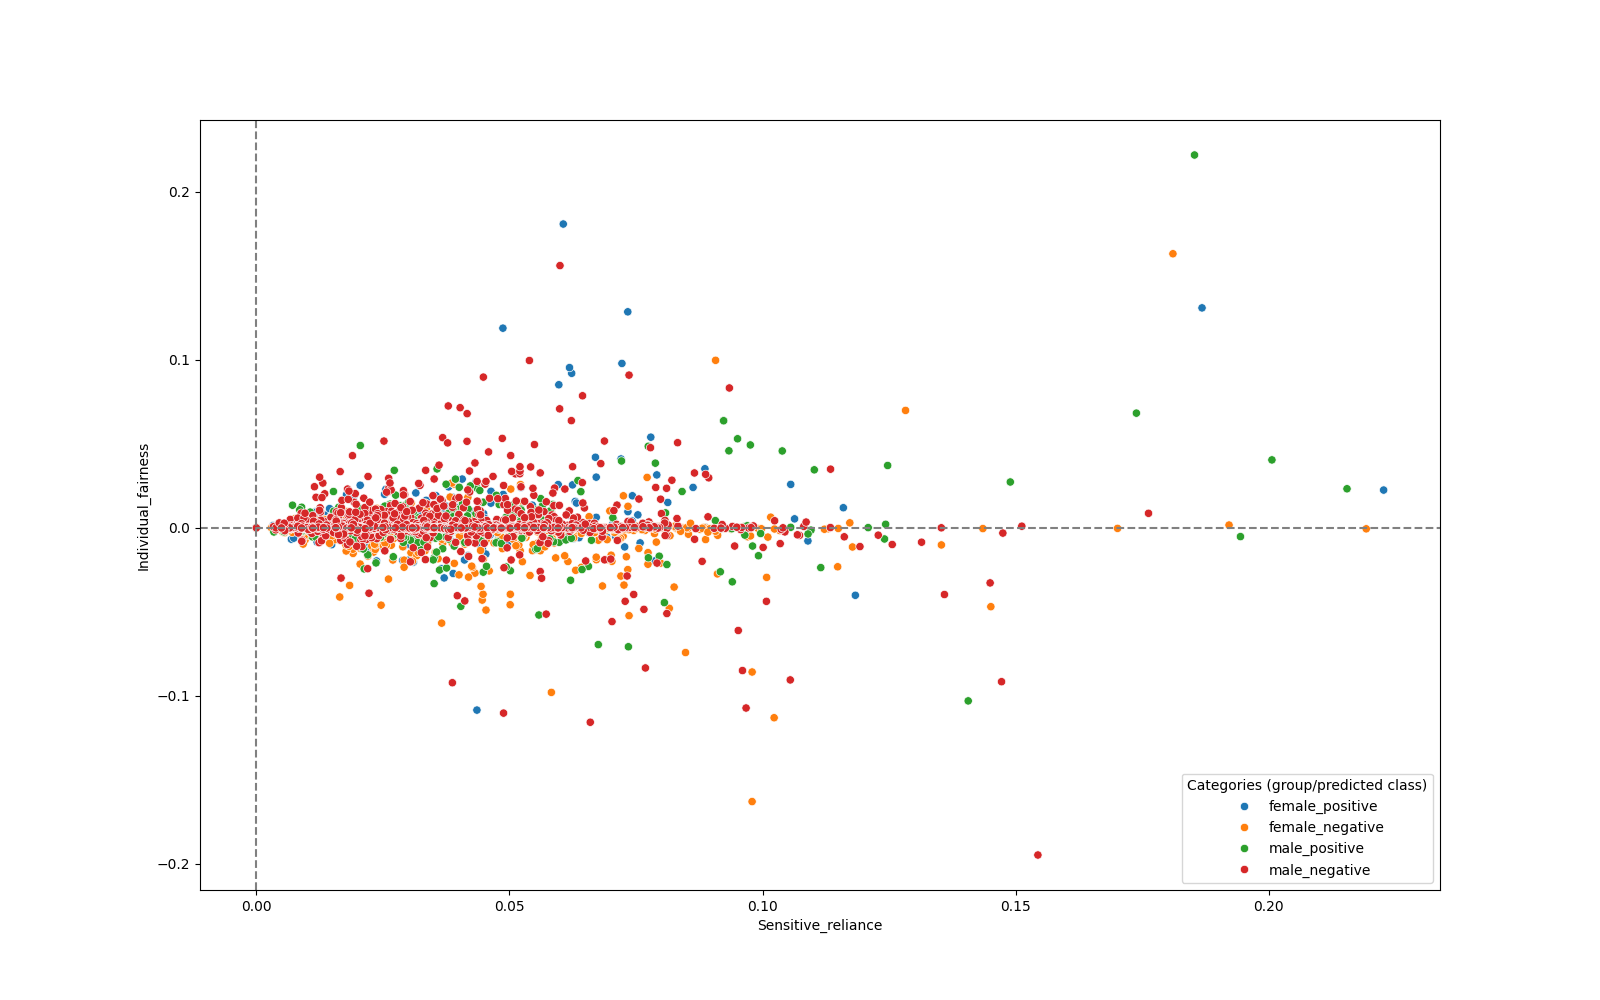 0.2
0.1
0.0
−0.1
−0.2
Individual_fairness
0.00 0.05 0.10 0.15 0.20
Sensitive_reliance
Categories (group/predicted class)
female_positive
female_negative
male_positive
male_negative